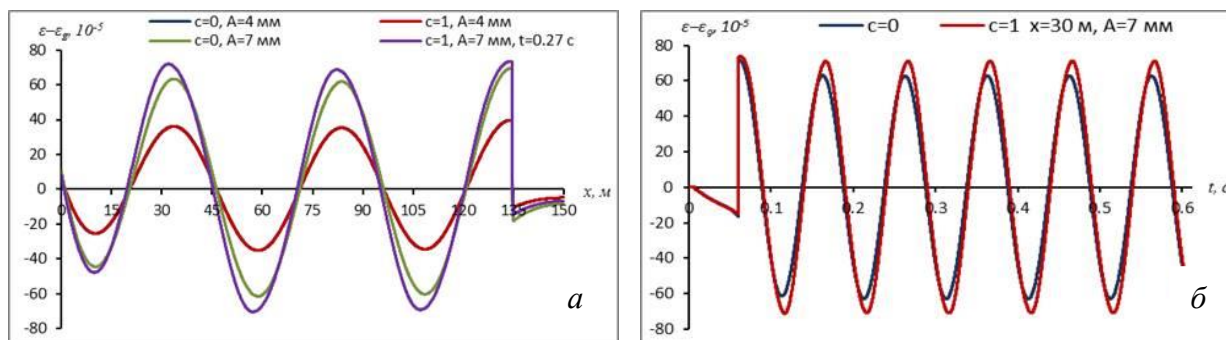 ε–ε_g, 10⁻⁵
c=0, A=4 мм
c=1, A=4 мм
c=0, A=7 мм
c=1, A=7 мм, t=0.27 с
80
60
40
20
0
-20
-40
-60
-80
0 15 30 45 60 75 90 105 120 135 150
x, м
а
ε–ε_g, 10⁻⁵
c=0
c=1 x=30 м, A=7 мм
80
60
40
20
0
-20
-40
-60
-80
0 0.1 0.2 0.3 0.4 0.5 0.6
t, с
б